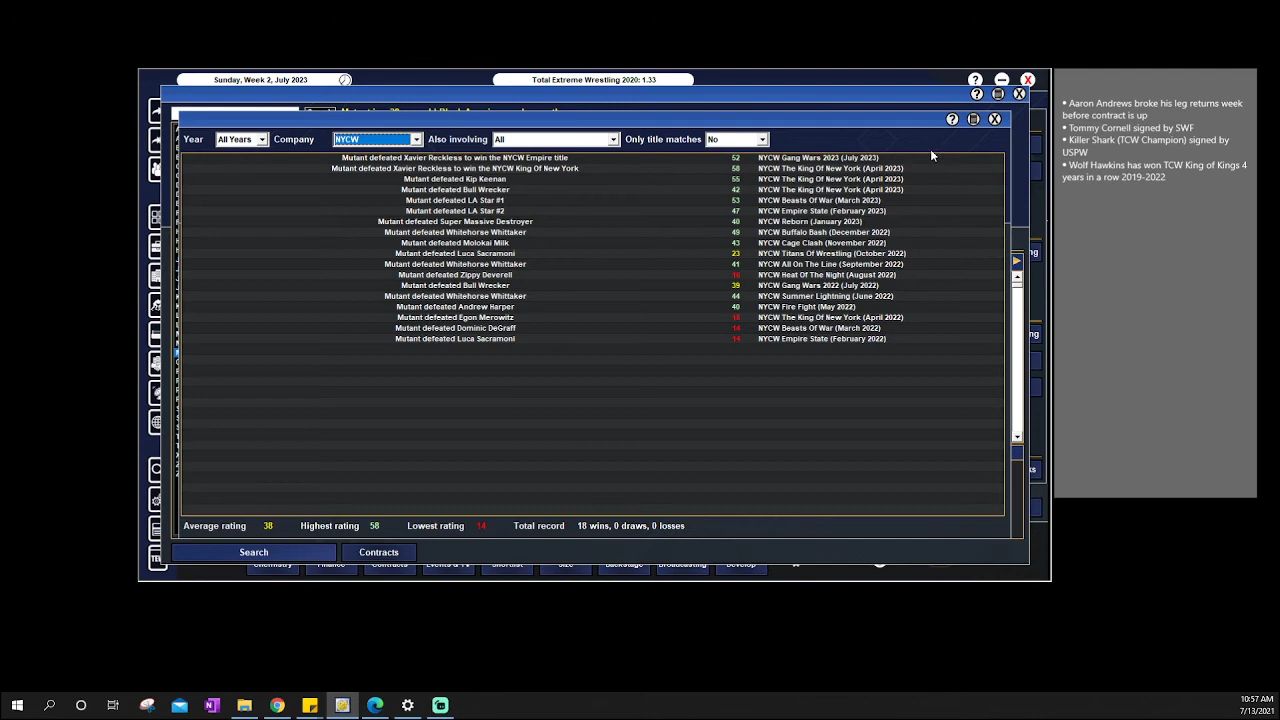 Sunday, Week 2, July 2023
Total Extreme Wrestling 2020: 1.33
Year All Years Company NYCW Also involving All Only title matches No
Mutant defeated Xavier Reckless to win the NYCW Empire title 52 NYCW Gang Wars 2023 (July 2023)
Mutant defeated Xavier Reckless to win the NYCW King Of New York 58 NYCW The King Of New York (April 2023)
Mutant defeated Kip Keenan 55 NYCW The King Of New York (April 2023)
Mutant defeated Bull Wrecker 42 NYCW The King Of New York (April 2023)
Mutant defeated LA Star #1 53 NYCW Beasts Of War (March 2023)
Mutant defeated LA Star #2 47 NYCW Empire State (February 2023)
Mutant defeated Super Massive Destroyer 40 NYCW Reborn (January 2023)
Mutant defeated Whitehorse Whittaker 49 NYCW Buffalo Bash (December 2022)
Mutant defeated Molokai Milk 43 NYCW Cage Clash (November 2022)
Mutant defeated Luca Sacramoni 23 NYCW Titans Of Wrestling (October 2022)
Mutant defeated Whitehorse Whittaker 41 NYCW All On The Line (September 2022)
Mutant defeated Zippy Deverell 16 NYCW Heat Of The Night (August 2022)
Mutant defeated Bull Wrecker 39 NYCW Gang Wars 2022 (July 2022)
Mutant defeated Whitehorse Whittaker 44 NYCW Summer Lightning (June 2022)
Mutant defeated Andrew Harper 40 NYCW Fire Fight (May 2022)
Mutant defeated Egon Merowitz 18 NYCW The King Of New York (April 2022)
Mutant defeated Dominic DeGraff 14 NYCW Beasts Of War (March 2022)
Mutant defeated Luca Sacramoni 14 NYCW Empire State (February 2022)
Average rating 38 Highest rating 58 Lowest rating 14 Total record 18 wins, 0 draws, 0 losses
Search Contracts
• Aaron Andrews broke his leg returns week
before contract is up
• Tommy Cornell signed by SWF
• Killer Shark (TCW Champion) signed by
USPW
• Wolf Hawkins has won TCW King of Kings 4
years in a row 2019-2022
10:57 AM
7/13/2021